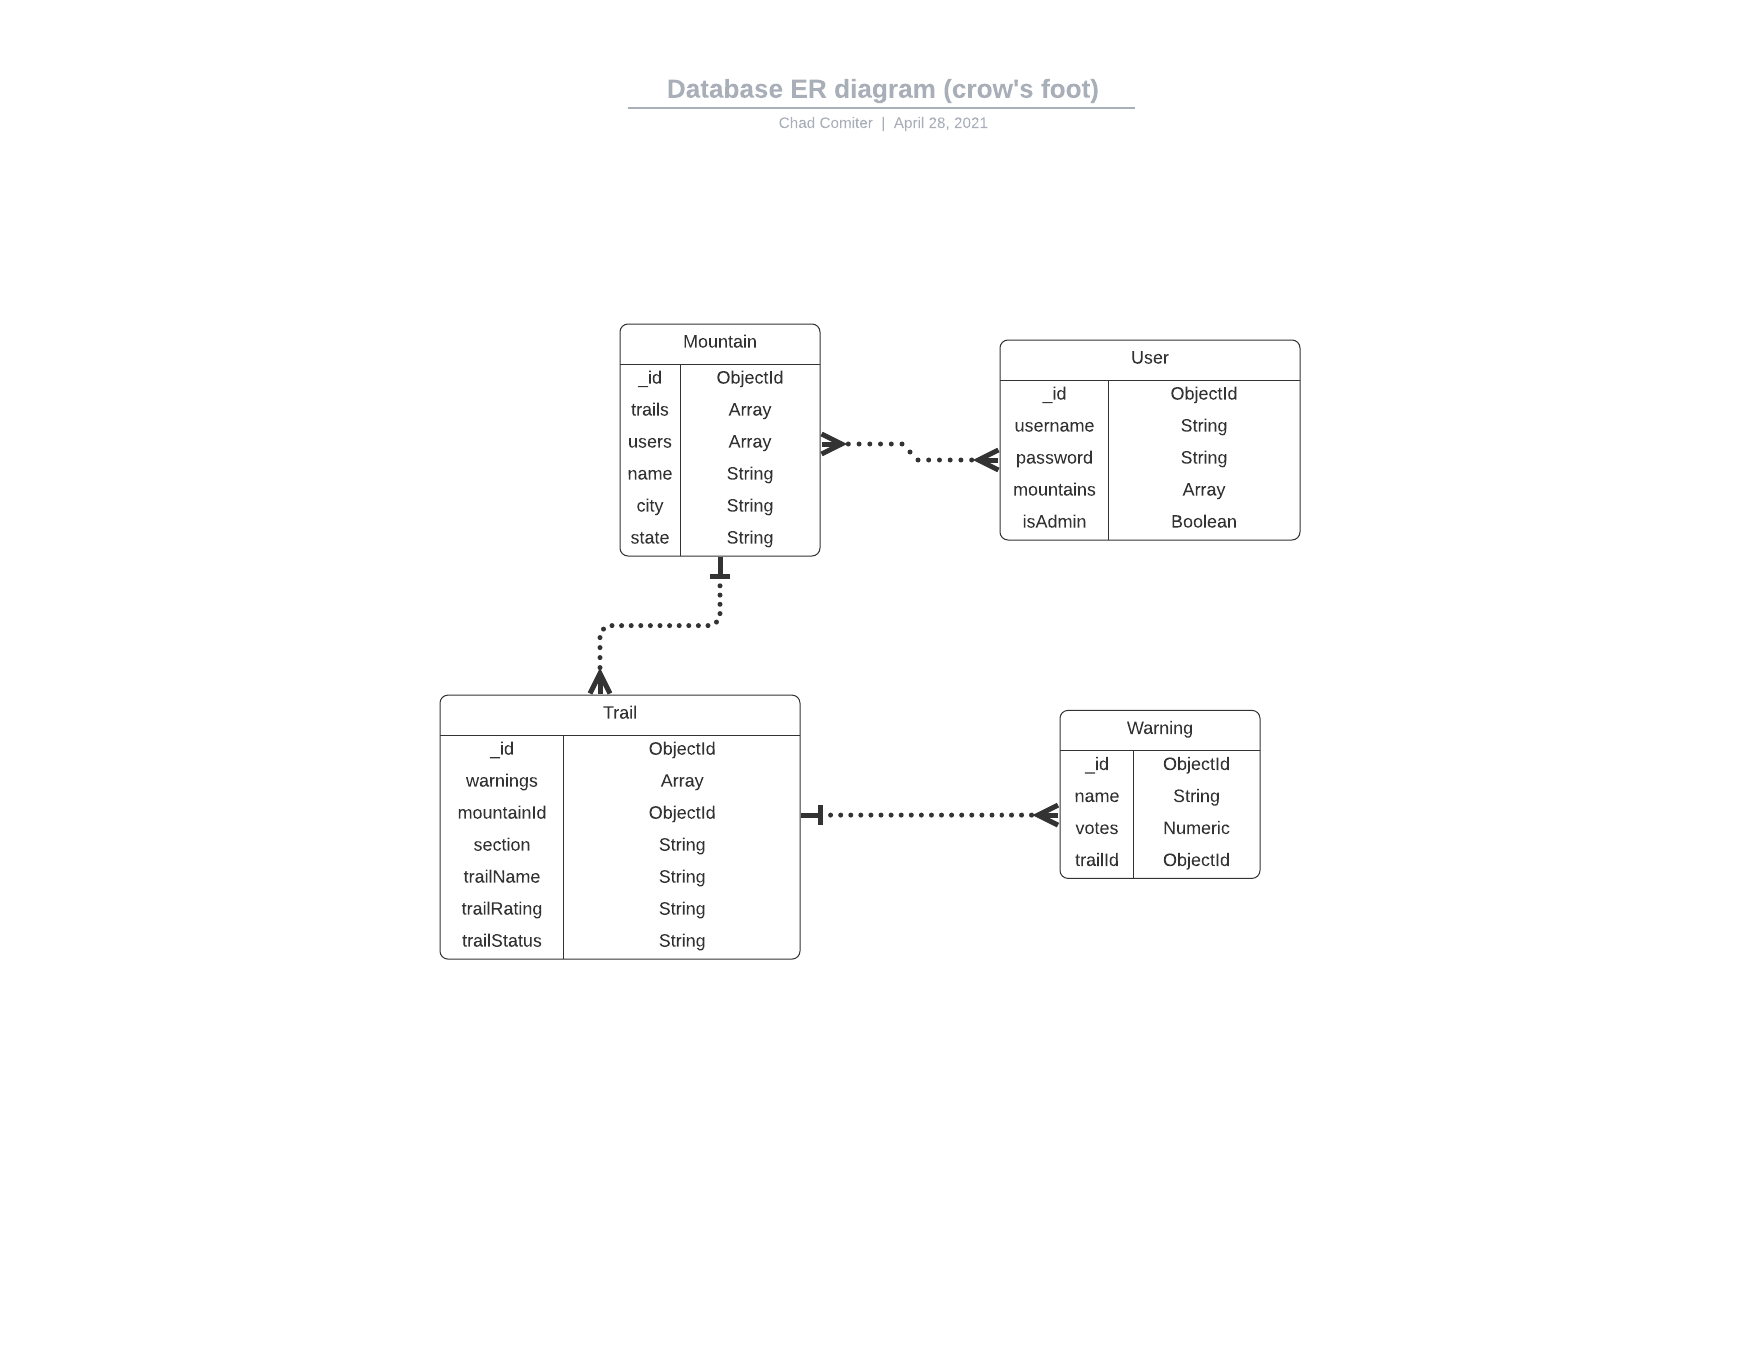 Database ER diagram (crow's foot)
Chad Comiter | April 28, 2021
Mountain
_id ObjectId
trails Array
users Array
name String
city String
state String
User
_id ObjectId
username String
password String
mountains Array
isAdmin Boolean
Trail
_id ObjectId
warnings Array
mountainId ObjectId
section String
trailName String
trailRating String
trailStatus String
Warning
_id ObjectId
name String
votes Numeric
trailId ObjectId